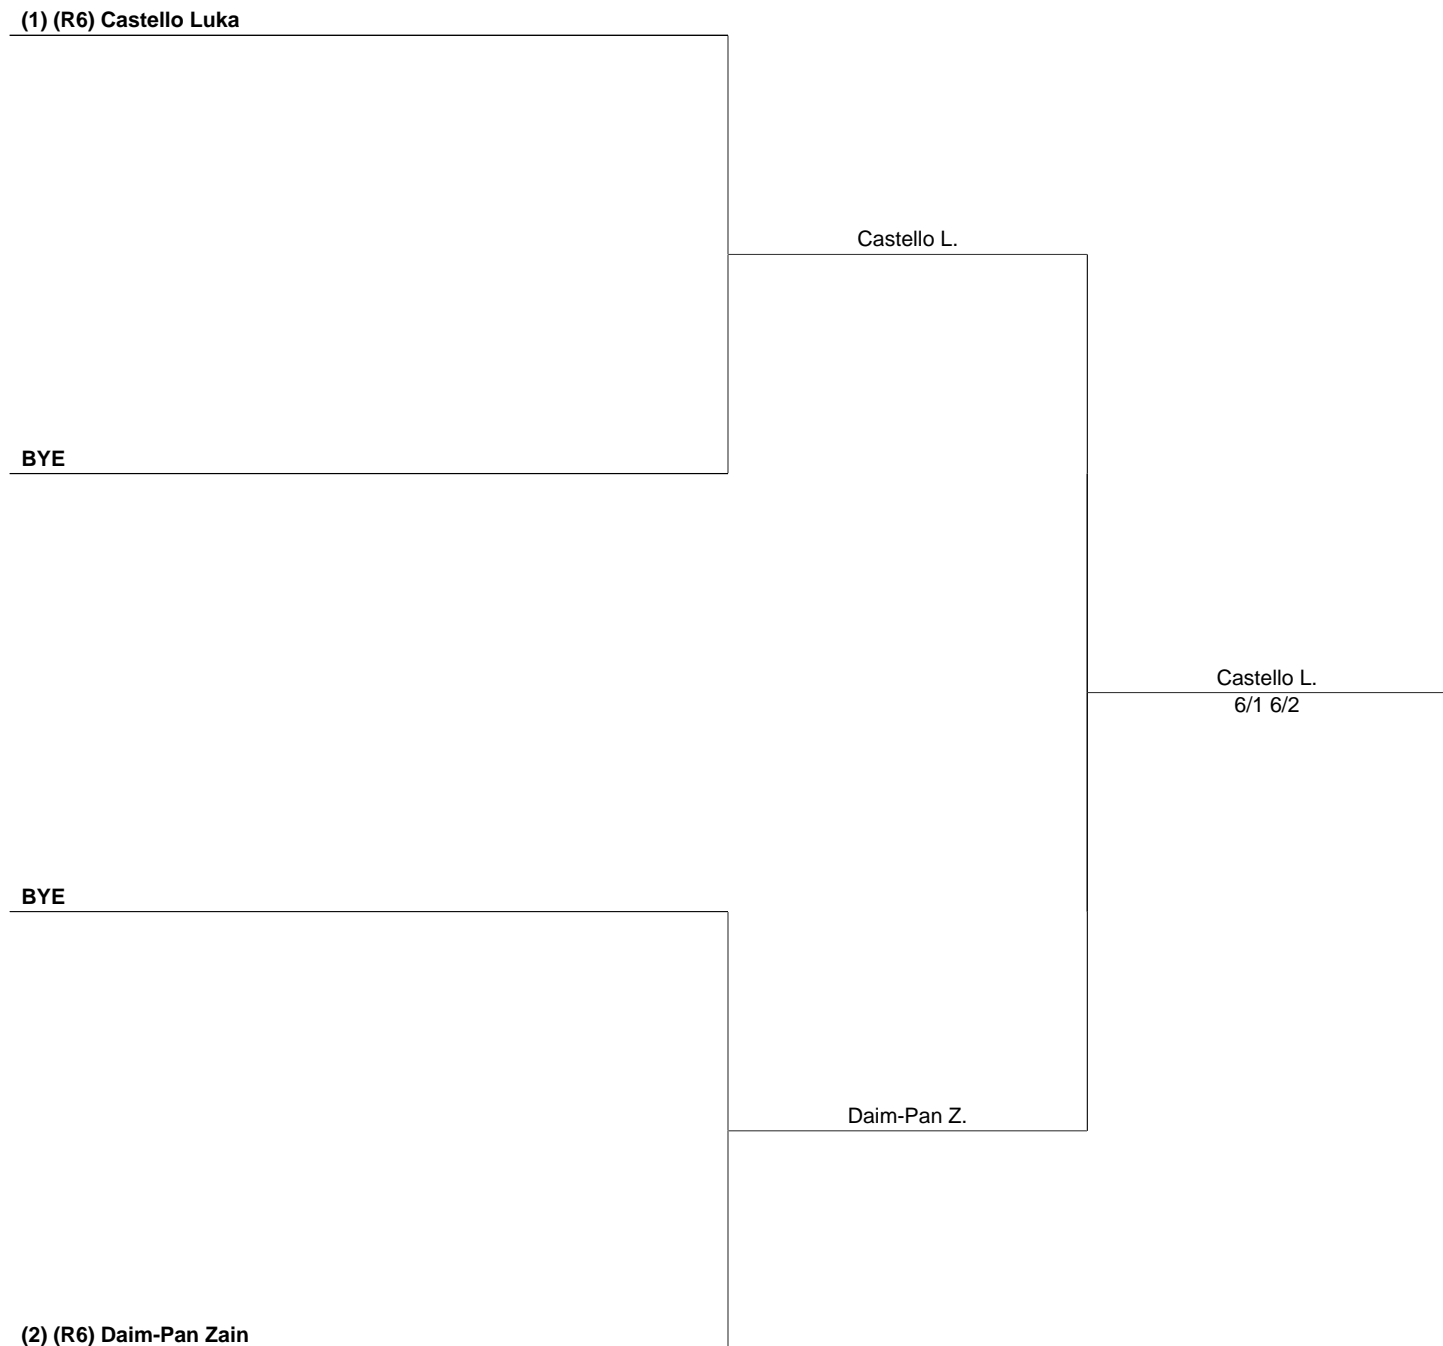 (1) (R6) Castello Luka
Castello L.
BYE
Castello L.
6/1 6/2
BYE
Daim-Pan Z.
(2) (R6) Daim-Pan Zain